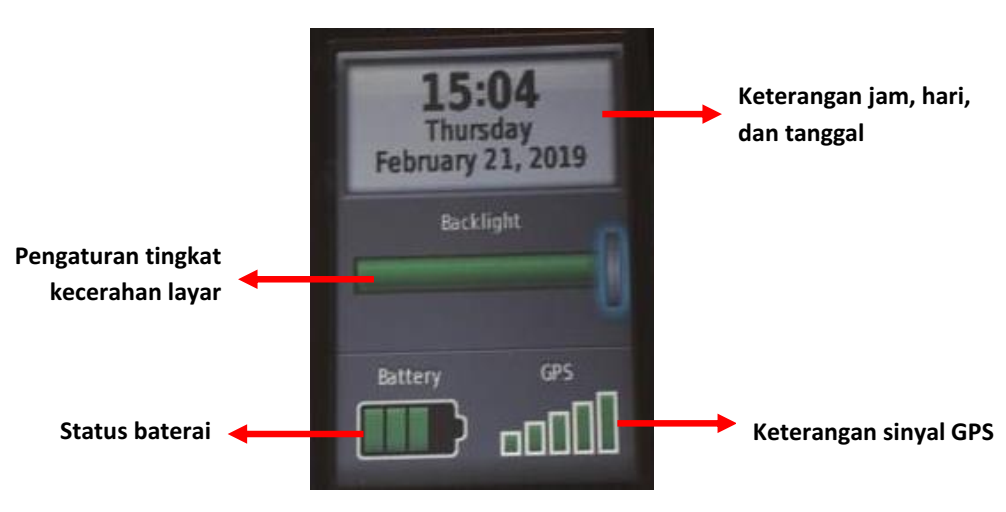 15:04
Thursday
February 21, 2019
Keterangan jam, hari,
dan tanggal
Backlight
Pengaturan tingkat
kecerahan layar
Battery
GPS
Status baterai
Keterangan sinyal GPS